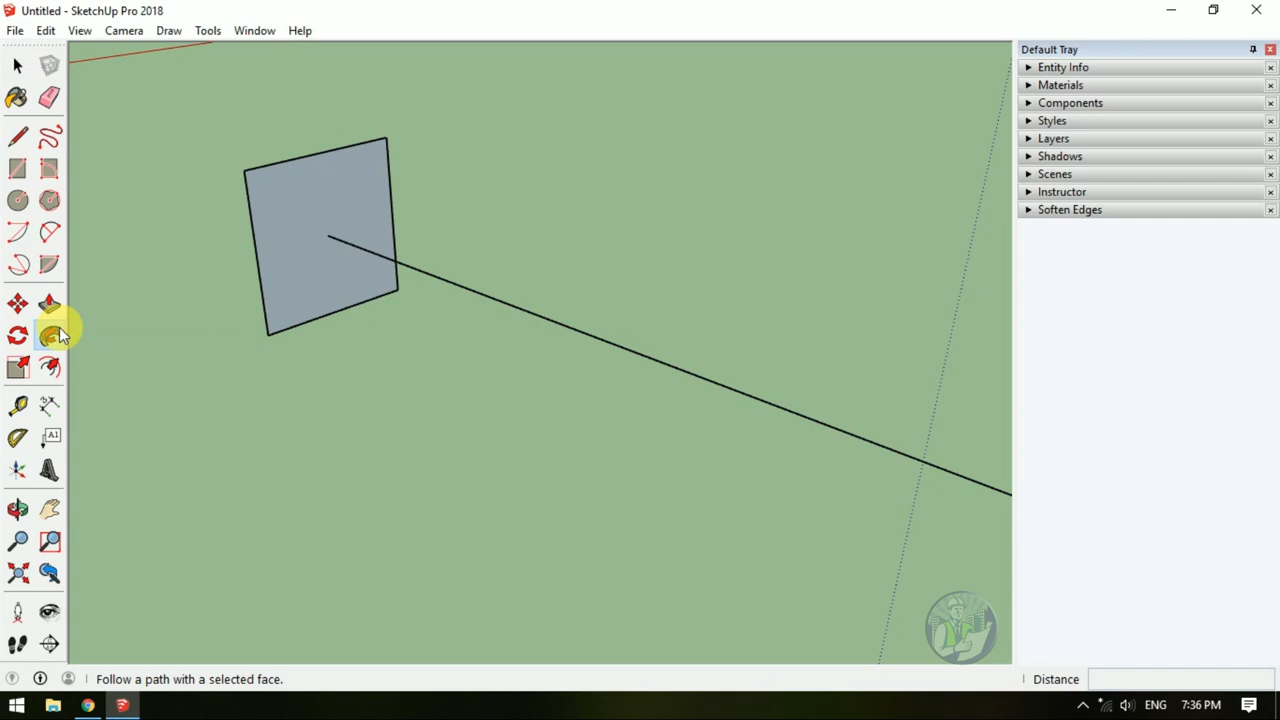 Untitled - SketchUp Pro 2018
File Edit View Camera Draw Tools Window Help
Default Tray
Entity Info
Materials
Components
Styles
Layers
Shadows
Scenes
Instructor
Soften Edges
A1
Follow a path with a selected face.
Distance
ENG 7:36 PM